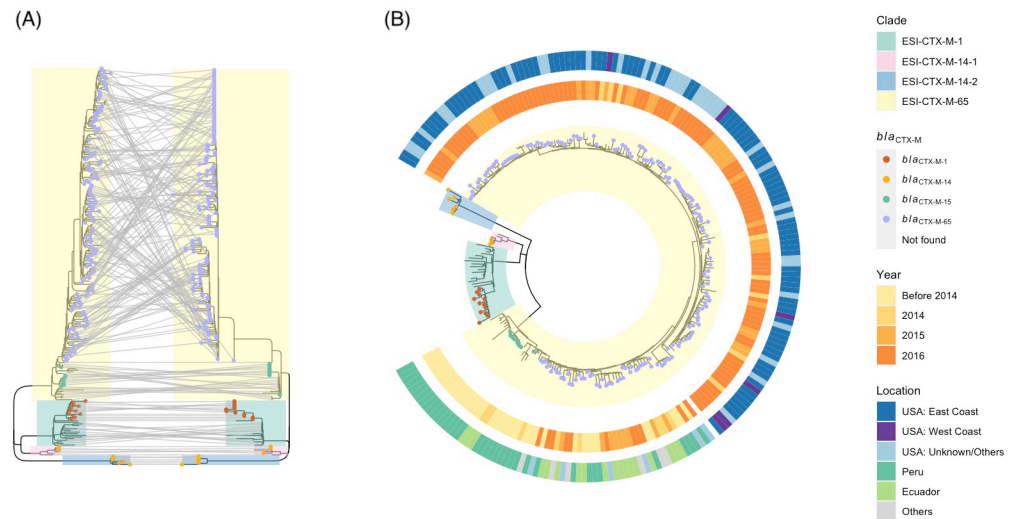 (A)
(B)
Clade
ESI-CTX-M-1
ESI-CTX-M-14-1
ESI-CTX-M-14-2
ESI-CTX-M-65
blaCTX-M
blaCTX-M-1
blaCTX-M-14
blaCTX-M-15
blaCTX-M-65
Not found
Year
Before 2014
2014
2015
2016
Location
USA: East Coast
USA: West Coast
USA: Unknown/Others
Peru
Ecuador
Others